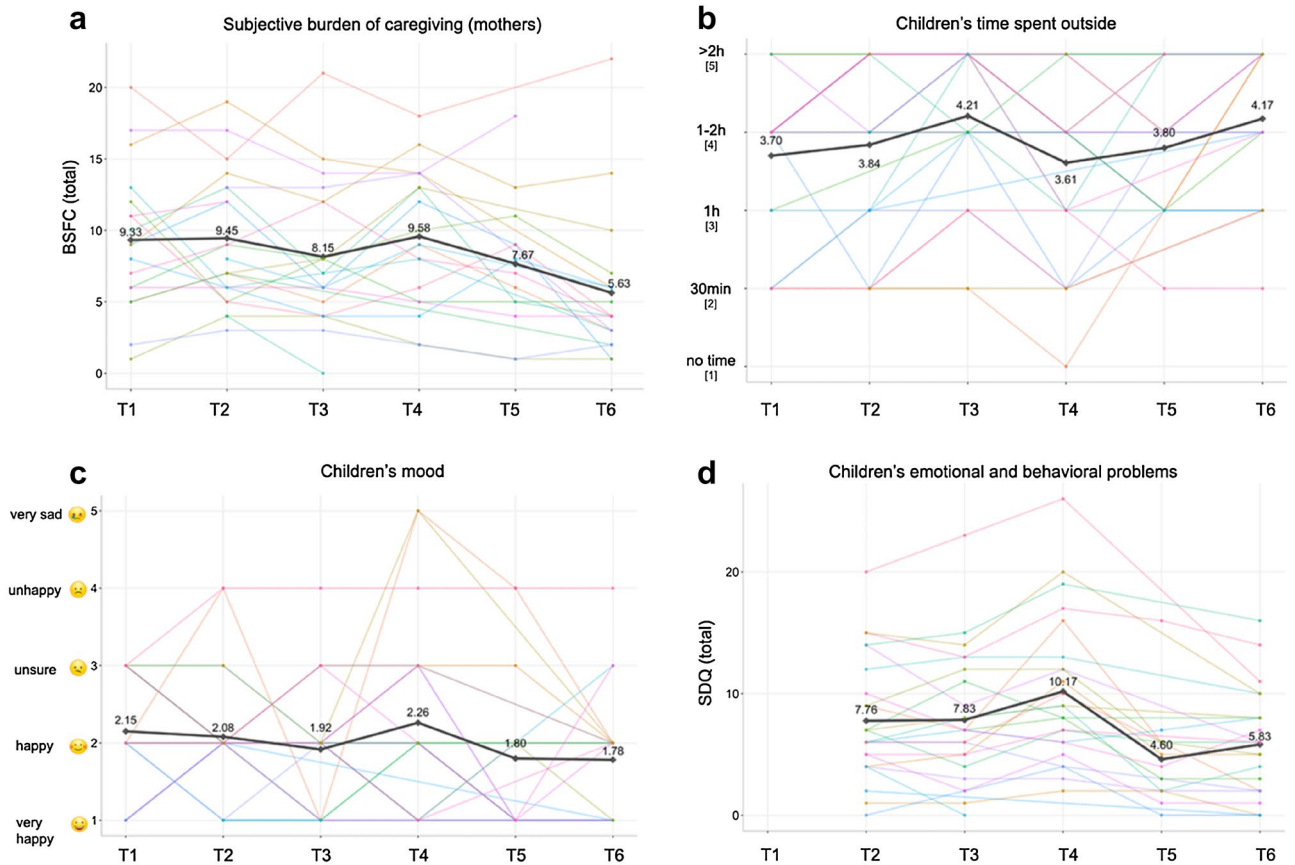 a
Subjective burden of caregiving (mothers)
BSFC (total)
20
15
10
5
0
9.33
9.45
8.15
9.58
7.67
5.63
T1 T2 T3 T4 T5 T6
b
Children's time spent outside
>2h
[5]
1-2h
[4]
1h
[3]
30min
[2]
no time
[1]
3.70
3.84
4.21
3.61
3.80
4.17
T1 T2 T3 T4 T5 T6
c
Children's mood
very sad 5
unhappy 4
unsure 3
happy 2
very
happy 1
2.15
2.08
1.92
2.26
1.80
1.78
T1 T2 T3 T4 T5 T6
d
Children's emotional and behavioral problems
SDQ (total)
20
10
0
7.76
7.83
10.17
4.60
5.83
T1 T2 T3 T4 T5 T6